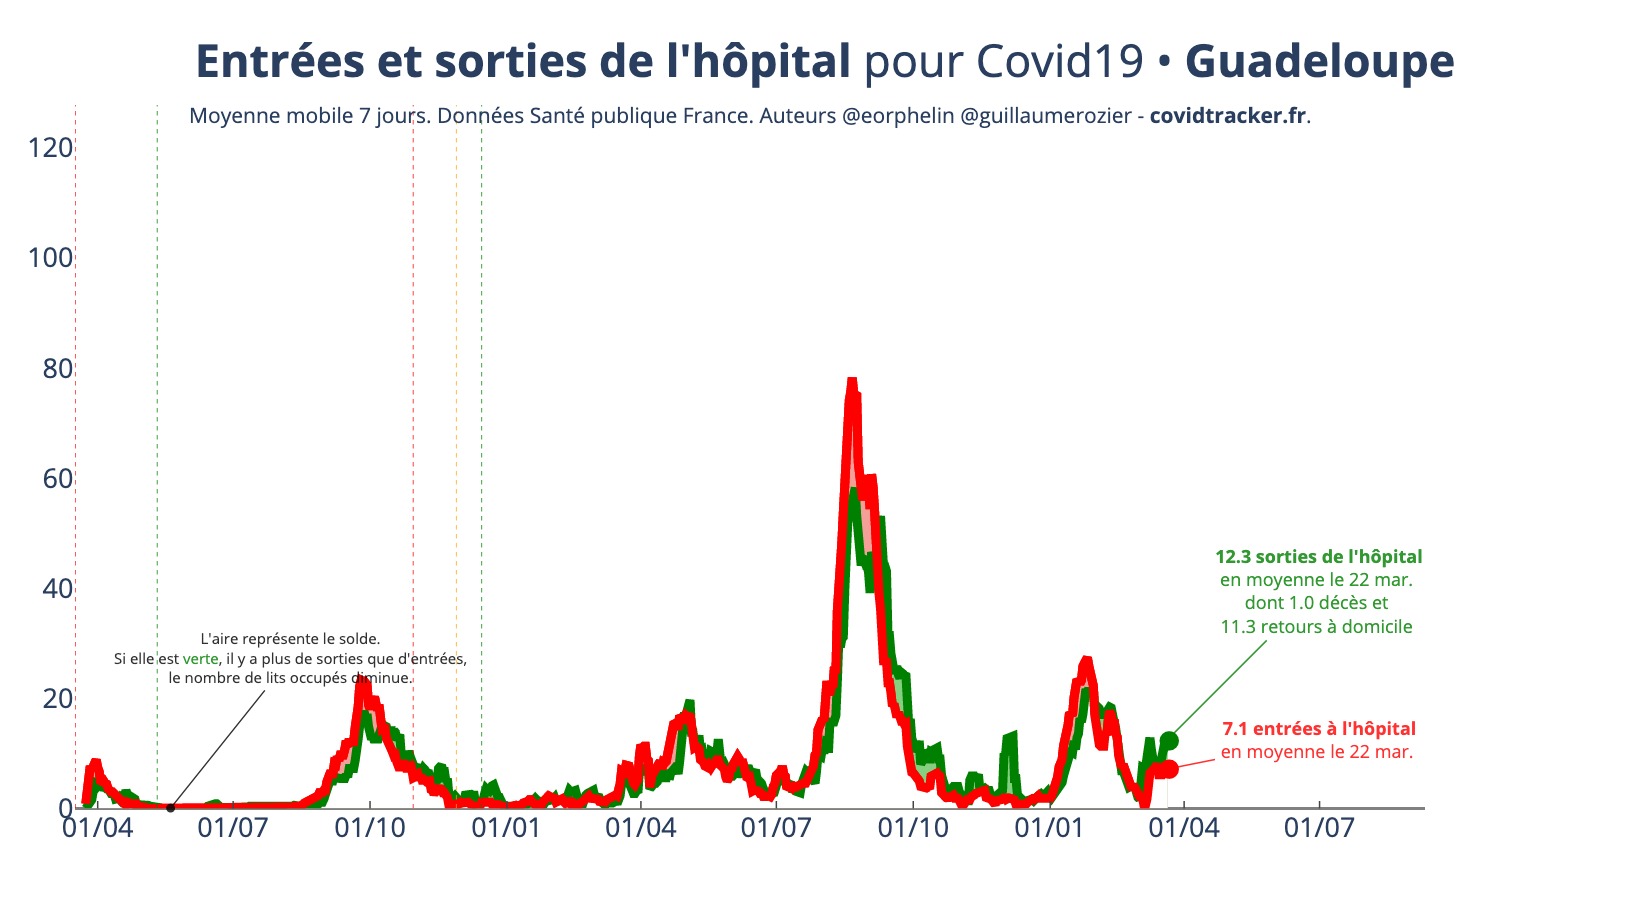 Entrées et sorties de l'hôpital pour Covid19 • Guadeloupe
Moyenne mobile 7 jours. Données Santé publique France. Auteurs @eorphelin @guillaumerozier - covidtracker.fr.
120
100
80
60
40
20
0
L'aire représente le solde.
Si elle est verte, il y a plus de sorties que d'entrées,
le nombre de lits occupés diminue.
12.3 sorties de l'hôpital
en moyenne le 22 mar.
dont 1.0 décès et
11.3 retours à domicile
7.1 entrées à l'hôpital
en moyenne le 22 mar.
01/04 01/07 01/10 01/01 01/04 01/07 01/10 01/01 01/04 01/07